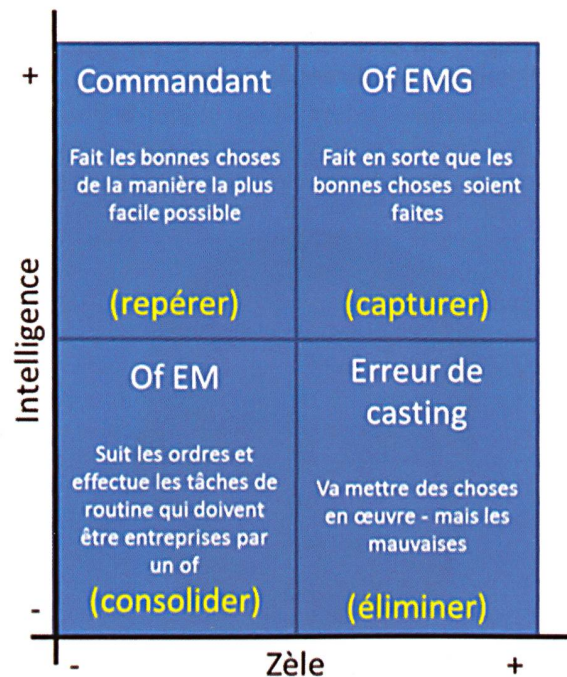 +
Intelligence
-
Commandant
Fait les bonnes choses
de la manière la plus
facile possible
(repérer)
Of EMG
Fait en sorte que les
bonnes choses soient
faites
(capturer)
Of EM
Suit les ordres et
effectue les tâches de
routine qui doivent
être entreprises par
un of
(consolider)
Erreur de
casting
Va mettre des choses
en œuvre - mais les
mauvaises
(éliminer)
-
Zèle
+